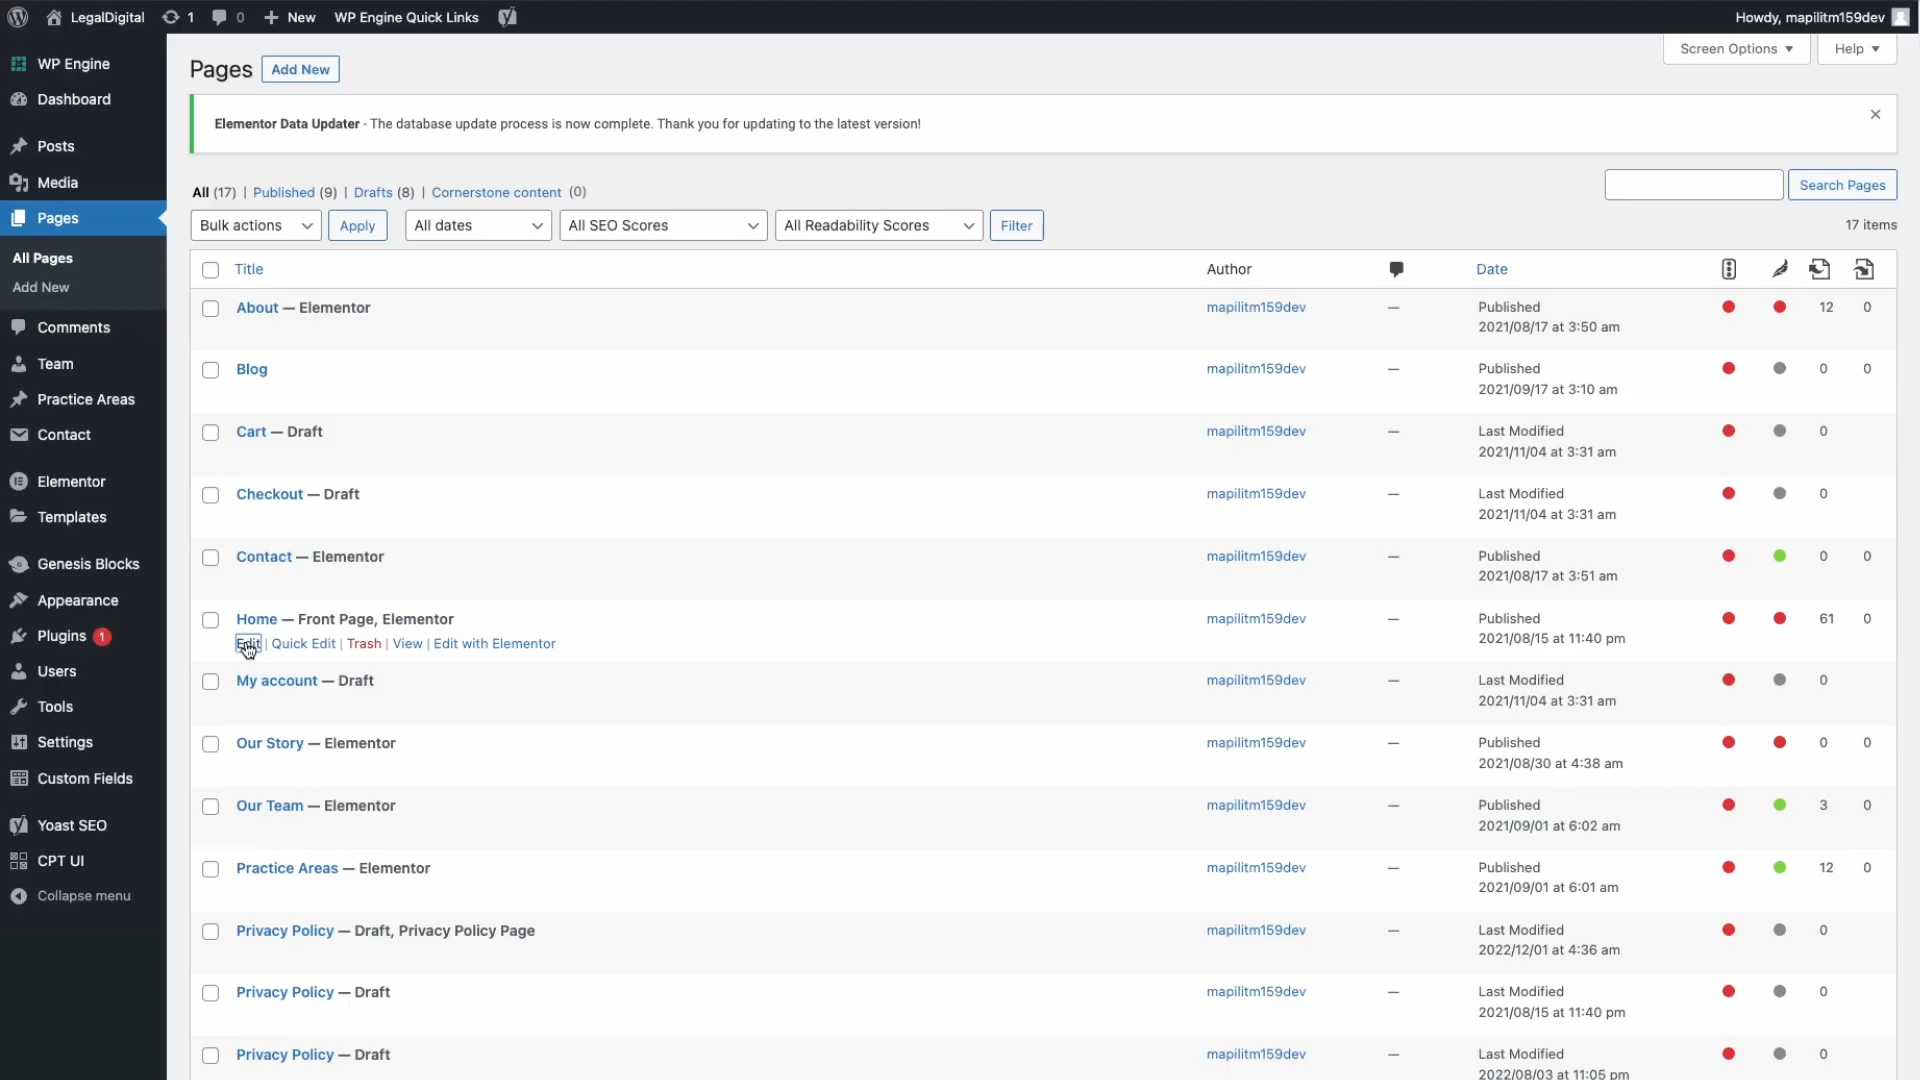 LegalDigital 1 0 New WP Engine Quick Links Howdy, mapilitm159dev
WP Engine
Dashboard
Posts
Media
Pages
All Pages
Add New
Comments
Team
Practice Areas
Contact
Elementor
Templates
Genesis Blocks
Appearance
Plugins 1
Users
Tools
Settings
Custom Fields
Yoast SEO
CPT UI
Collapse menu
Screen Options Help
Pages Add New
Elementor Data Updater - The database update process is now complete. Thank you for updating to the latest version!
All (17) | Published (9) | Drafts (8) | Cornerstone content (0)
Search Pages
Bulk actions Apply All dates All SEO Scores All Readability Scores Filter 17 items
Title Author Date
About — Elementor mapilitm159dev — Published 12 0
2021/08/17 at 3:50 am
Blog mapilitm159dev — Published 0 0
2021/09/17 at 3:10 am
Cart — Draft mapilitm159dev — Last Modified 0
2021/11/04 at 3:31 am
Checkout — Draft mapilitm159dev — Last Modified 0
2021/11/04 at 3:31 am
Contact — Elementor mapilitm159dev — Published 0 0
2021/08/17 at 3:51 am
Home — Front Page, Elementor mapilitm159dev — Published 61 0
2021/08/15 at 11:40 pm
Edit | Quick Edit | Trash | View | Edit with Elementor
My account — Draft mapilitm159dev — Last Modified 0
2021/11/04 at 3:31 am
Our Story — Elementor mapilitm159dev — Published 0 0
2021/08/30 at 4:38 am
Our Team — Elementor mapilitm159dev — Published 3 0
2021/09/01 at 6:02 am
Practice Areas — Elementor mapilitm159dev — Published 12 0
2021/09/01 at 6:01 am
Privacy Policy — Draft, Privacy Policy Page mapilitm159dev — Last Modified 0
2022/12/01 at 4:36 am
Privacy Policy — Draft mapilitm159dev — Last Modified 0
2021/08/15 at 11:40 pm
Privacy Policy — Draft mapilitm159dev — Last Modified 0
2022/08/03 at 11:05 pm